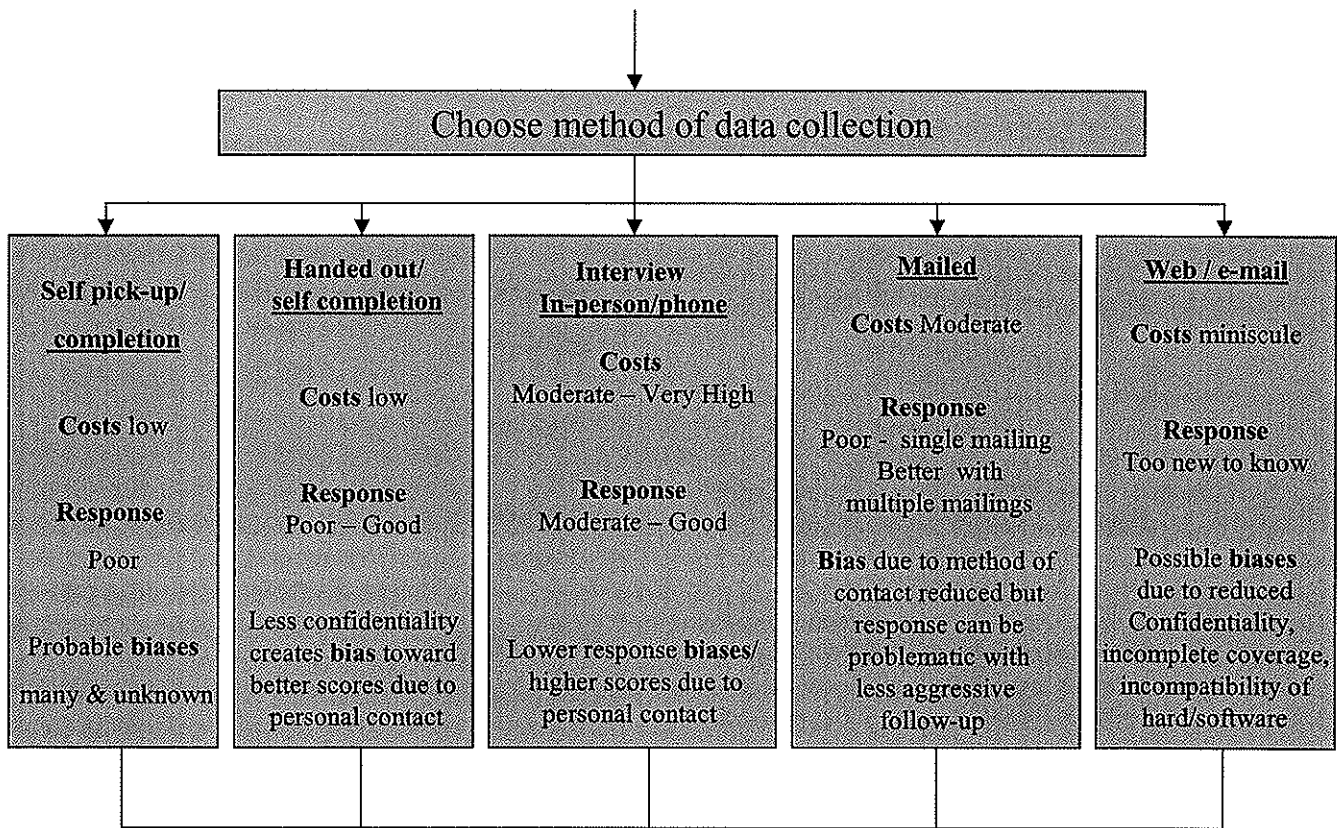 Choose method of data collection
Self pick-up/
completion
Costs low
Response
Poor
Probable biases
many & unknown
Handed out/
self completion
Costs low
Response
Poor – Good
Less confidentiality
creates bias toward
better scores due to
personal contact
Interview
In-person/phone
Costs
Moderate – Very High
Response
Moderate – Good
Lower response biases/
higher scores due to
personal contact
Mailed
Costs Moderate
Response
Poor - single mailing
Better with
multiple mailings
Bias due to method of
contact reduced but
response can be
problematic with
less aggressive
follow-up
Web / e-mail
Costs miniscule
Response
Too new to know
Possible biases
due to reduced
Confidentiality,
incomplete coverage,
incompatibility of
hard/software